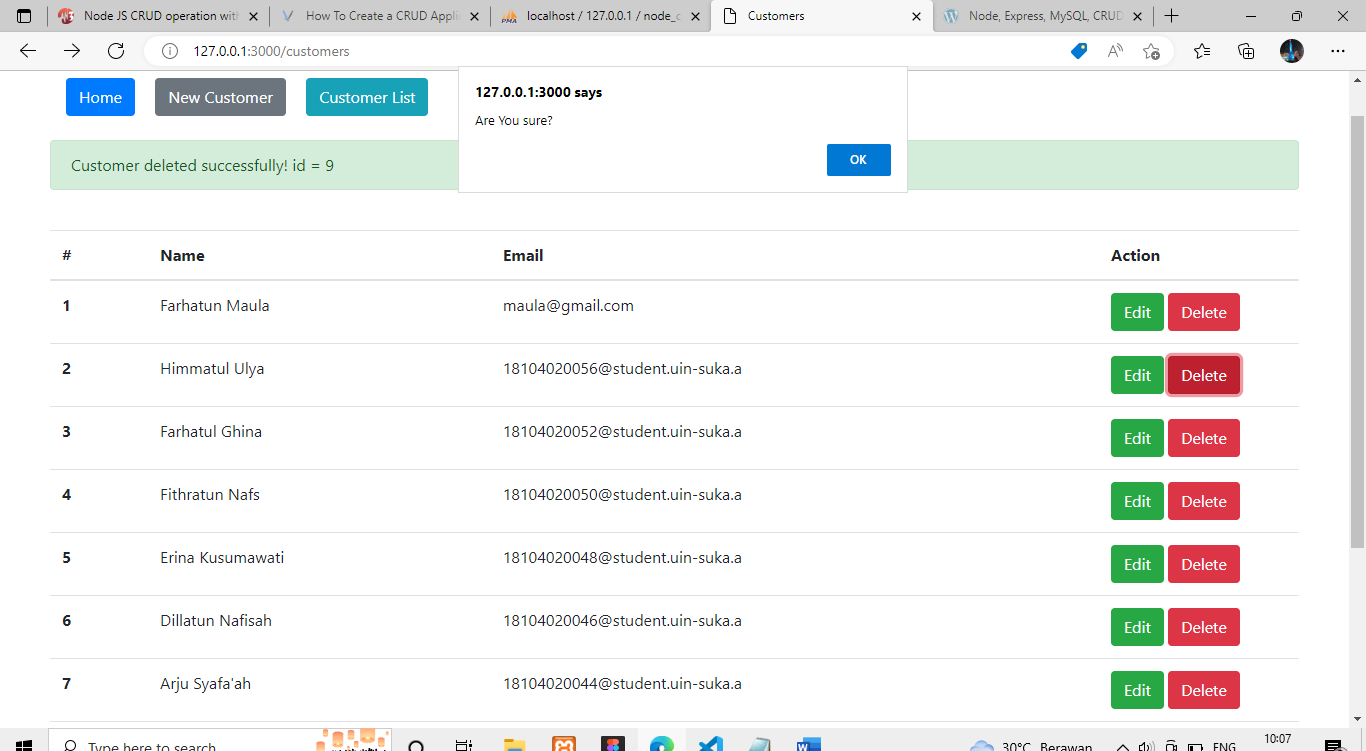 Node JS CRUD operation with
How To Create a CRUD Appli
localhost / 127.0.0.1 / node_c
Customers
Node, Express, MySQL, CRUD
127.0.0.1:3000/customers
127.0.0.1:3000 says
Are You sure?
OK
Home
New Customer
Customer List
Customer deleted successfully! id = 9
# Name Email Action
1 Farhatun Maula maula@gmail.com Edit Delete
2 Himmatul Ulya 18104020056@student.uin-suka.a Edit Delete
3 Farhatul Ghina 18104020052@student.uin-suka.a Edit Delete
4 Fithratun Nafs 18104020050@student.uin-suka.a Edit Delete
5 Erina Kusumawati 18104020048@student.uin-suka.a Edit Delete
6 Dillatun Nafisah 18104020046@student.uin-suka.a Edit Delete
7 Arju Syafa'ah 18104020044@student.uin-suka.a Edit Delete
Type here to search
30°C Berawan
ENG
10:07